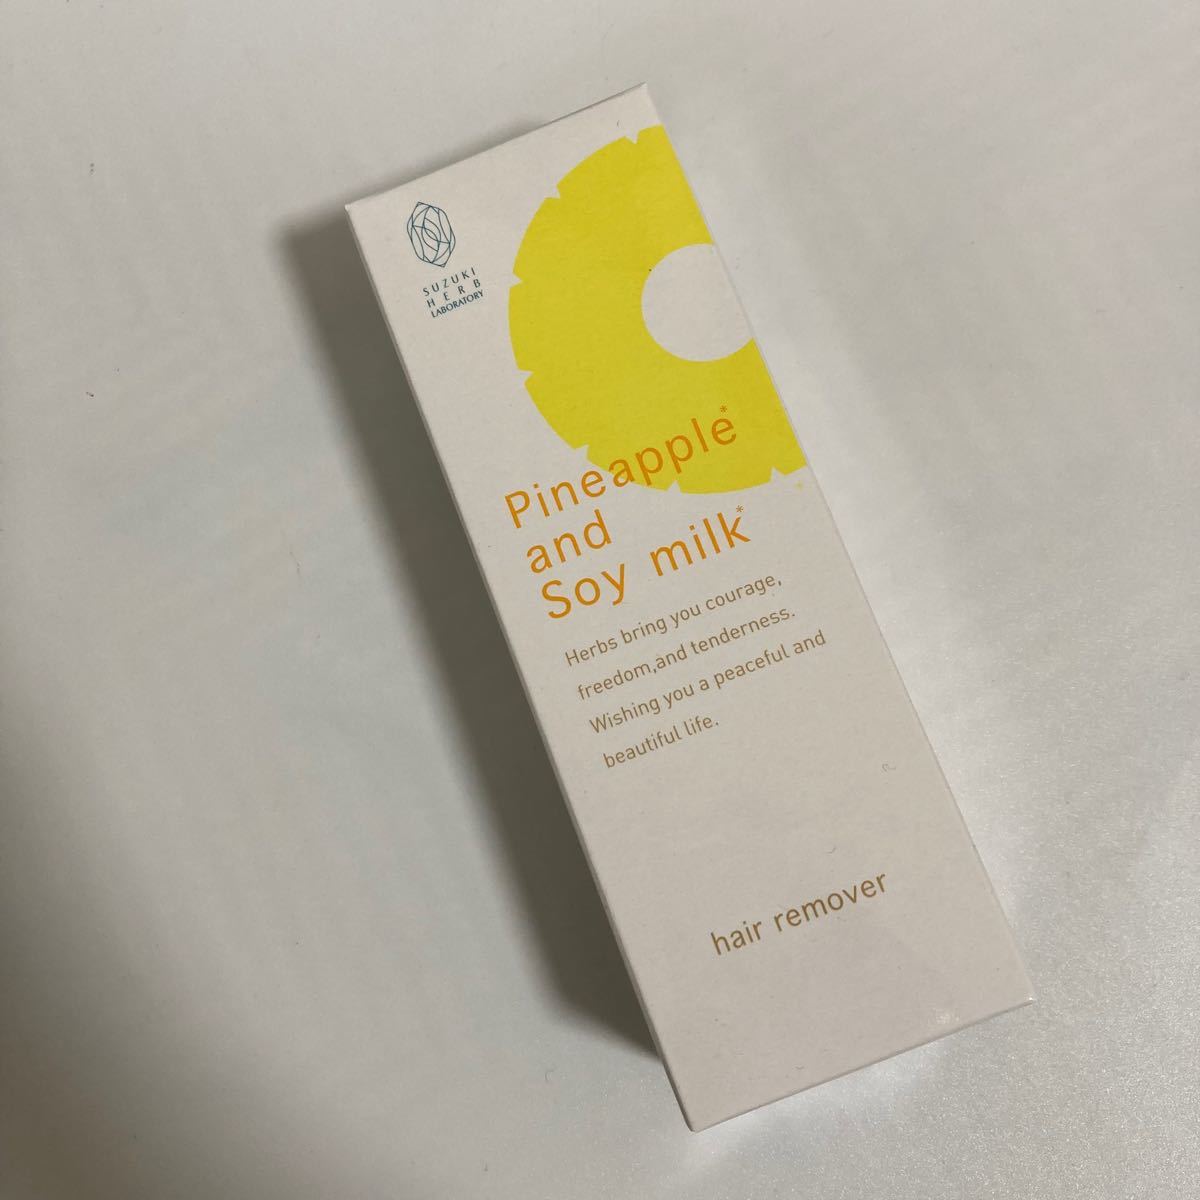 SUZUKI
HERB
LABORATORY
Pineapple*
and
Soy milk*
Herbs bring you courage,
freedom,and tenderness.
Wishing you a peaceful and
beautiful life.
hair remover